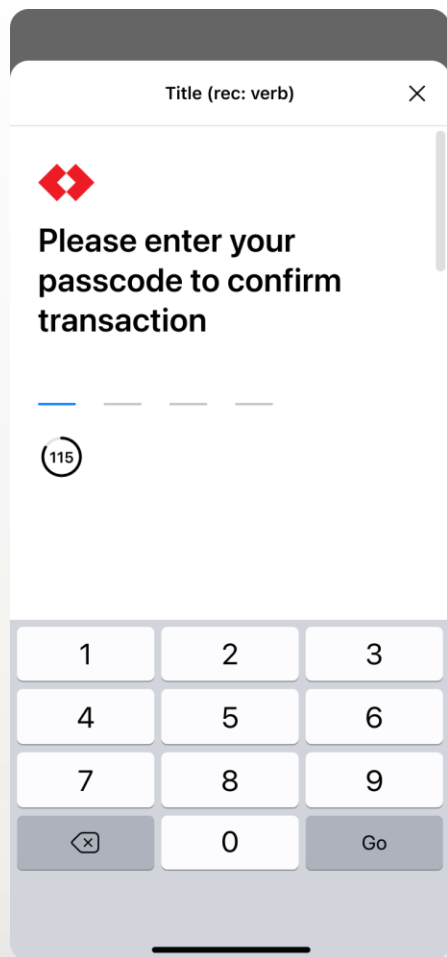 Title (rec: verb)
Please enter your
passcode to confirm
transaction
115
1 2 3
4 5 6
7 8 9
0 Go